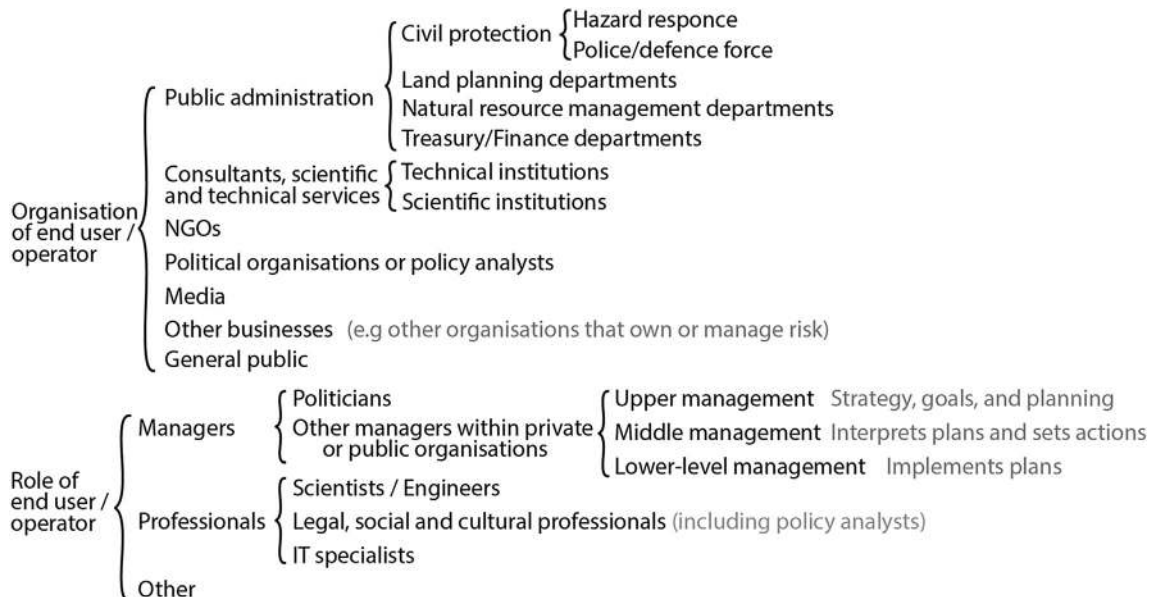 Organisation
of end user /
operator
Public administration
Civil protection
Hazard responce
Police/defence force
Land planning departments
Natural resource management departments
Treasury/Finance departments
Consultants, scientific
and technical services
Technical institutions
Scientific institutions
NGOs
Political organisations or policy analysts
Media
Other businesses (e.g other organisations that own or manage risk)
General public
Role of
end user /
operator
Managers
Politicians
Other managers within private
or public organisations
Upper management Strategy, goals, and planning
Middle management Interprets plans and sets actions
Lower-level management Implements plans
Professionals
Scientists / Engineers
Legal, social and cultural professionals (including policy analysts)
IT specialists
Other